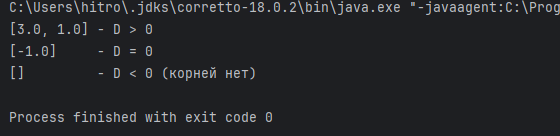 C:\Users\hitro\.jdks\corretto-18.0.2\bin\java.exe "-javaagent:C:\Prog
[3.0, 1.0] - D > 0
[-1.0]     - D = 0
[]         - D < 0 (корней нет)
Process finished with exit code 0